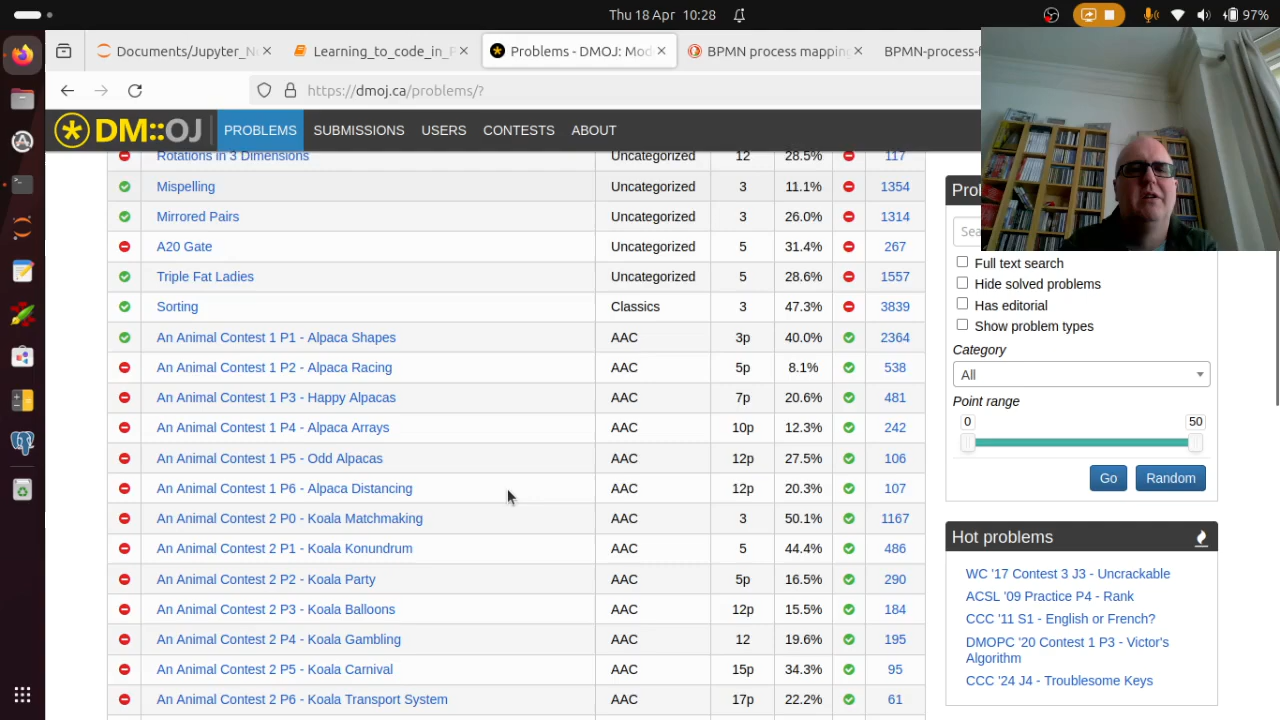 Thu 18 Apr 10:28
97%
Documents/Jupyter_No
Learning_to_code_in_P
Problems - DMOJ: Mod
BPMN process mapping
BPMN-process-
https://dmoj.ca/problems/?
DM::OJ
PROBLEMS SUBMISSIONS USERS CONTESTS ABOUT
Rotations in 3 Dimensions Uncategorized 12 28.5% 117
Mispelling Uncategorized 3 11.1% 1354
Mirrored Pairs Uncategorized 3 26.0% 1314
A20 Gate Uncategorized 5 31.4% 267
Triple Fat Ladies Uncategorized 5 28.6% 1557
Sorting Classics 3 47.3% 3839
An Animal Contest 1 P1 - Alpaca Shapes AAC 3p 40.0% 2364
An Animal Contest 1 P2 - Alpaca Racing AAC 5p 8.1% 538
An Animal Contest 1 P3 - Happy Alpacas AAC 7p 20.6% 481
An Animal Contest 1 P4 - Alpaca Arrays AAC 10p 12.3% 242
An Animal Contest 1 P5 - Odd Alpacas AAC 12p 27.5% 106
An Animal Contest 1 P6 - Alpaca Distancing AAC 12p 20.3% 107
An Animal Contest 2 P0 - Koala Matchmaking AAC 3 50.1% 1167
An Animal Contest 2 P1 - Koala Konundrum AAC 5 44.4% 486
An Animal Contest 2 P2 - Koala Party AAC 5p 16.5% 290
An Animal Contest 2 P3 - Koala Balloons AAC 12p 15.5% 184
An Animal Contest 2 P4 - Koala Gambling AAC 12 19.6% 195
An Animal Contest 2 P5 - Koala Carnival AAC 15p 34.3% 95
An Animal Contest 2 P6 - Koala Transport System AAC 17p 22.2% 61
Full text search
Hide solved problems
Has editorial
Show problem types
Category
All
Point range
0 50
Go Random
Hot problems
WC '17 Contest 3 J3 - Uncrackable
ACSL '09 Practice P4 - Rank
CCC '11 S1 - English or French?
DMOPC '20 Contest 1 P3 - Victor's
Algorithm
CCC '24 J4 - Troublesome Keys